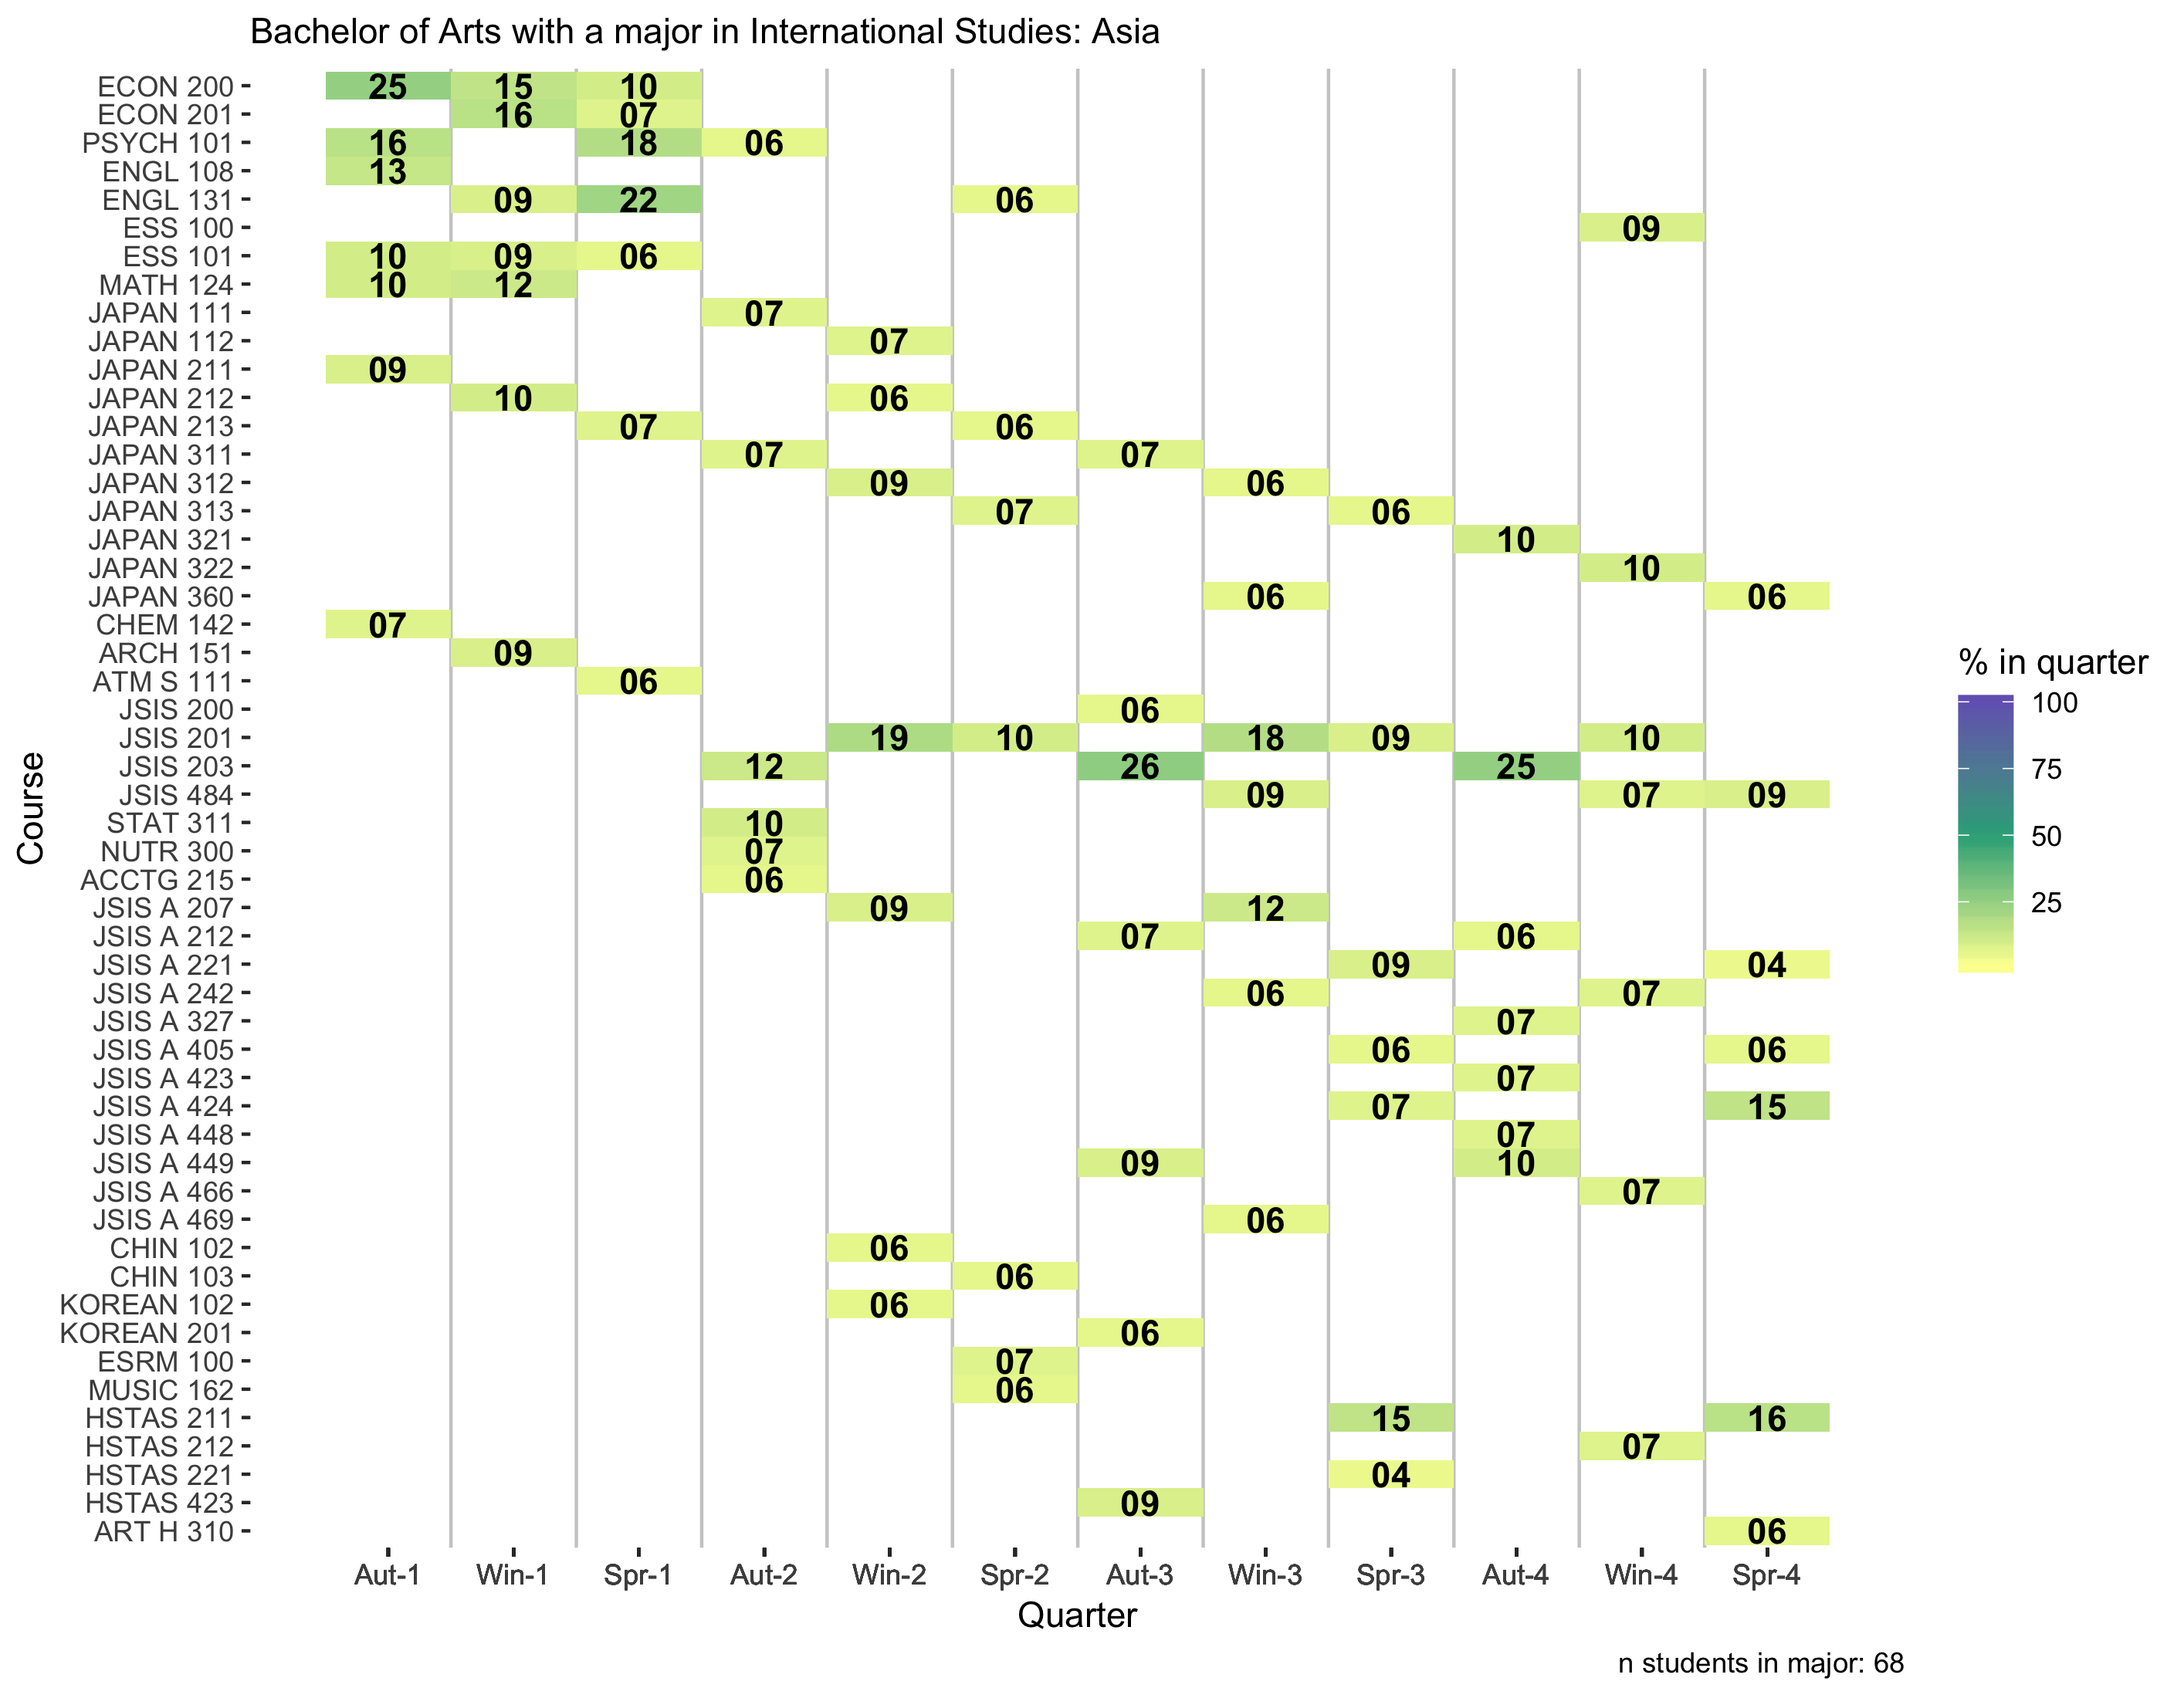 Bachelor of Arts with a major in International Studies: Asia
ECON 200 25 15 10
ECON 201 16 07
PSYCH 101 16 18 06
ENGL 108 13
ENGL 131 09 22 06
ESS 100 09
ESS 101 10 09 06
MATH 124 10 12
JAPAN 111 07
JAPAN 112 07
JAPAN 211 09
JAPAN 212 10 06
JAPAN 213 07 06
JAPAN 311 07 07
JAPAN 312 09 06
JAPAN 313 07 06
JAPAN 321 10
JAPAN 322 10
JAPAN 360 06 06
CHEM 142 07
ARCH 151 09
ATM S 111 06
JSIS 200 06
JSIS 201 19 10 18 09 10
JSIS 203 12 26 25
JSIS 484 09 07 09
STAT 311 10
NUTR 300 07
ACCTG 215 06
JSIS A 207 09 12
JSIS A 212 07 06
JSIS A 221 09 04
JSIS A 242 06 07
JSIS A 327 07
JSIS A 405 06 06
JSIS A 423 07
JSIS A 424 07 15
JSIS A 448 07
JSIS A 449 09 10
JSIS A 466 07
JSIS A 469 06
CHIN 102 06
CHIN 103 06
KOREAN 102 06
KOREAN 201 06
ESRM 100 07
MUSIC 162 06
HSTAS 211 15 16
HSTAS 212 07
HSTAS 221 04
HSTAS 423 09
ART H 310 06
Aut-1 Win-1 Spr-1 Aut-2 Win-2 Spr-2 Aut-3 Win-3 Spr-3 Aut-4 Win-4 Spr-4
Quarter
Course
% in quarter
100
75
50
25
n students in major: 68